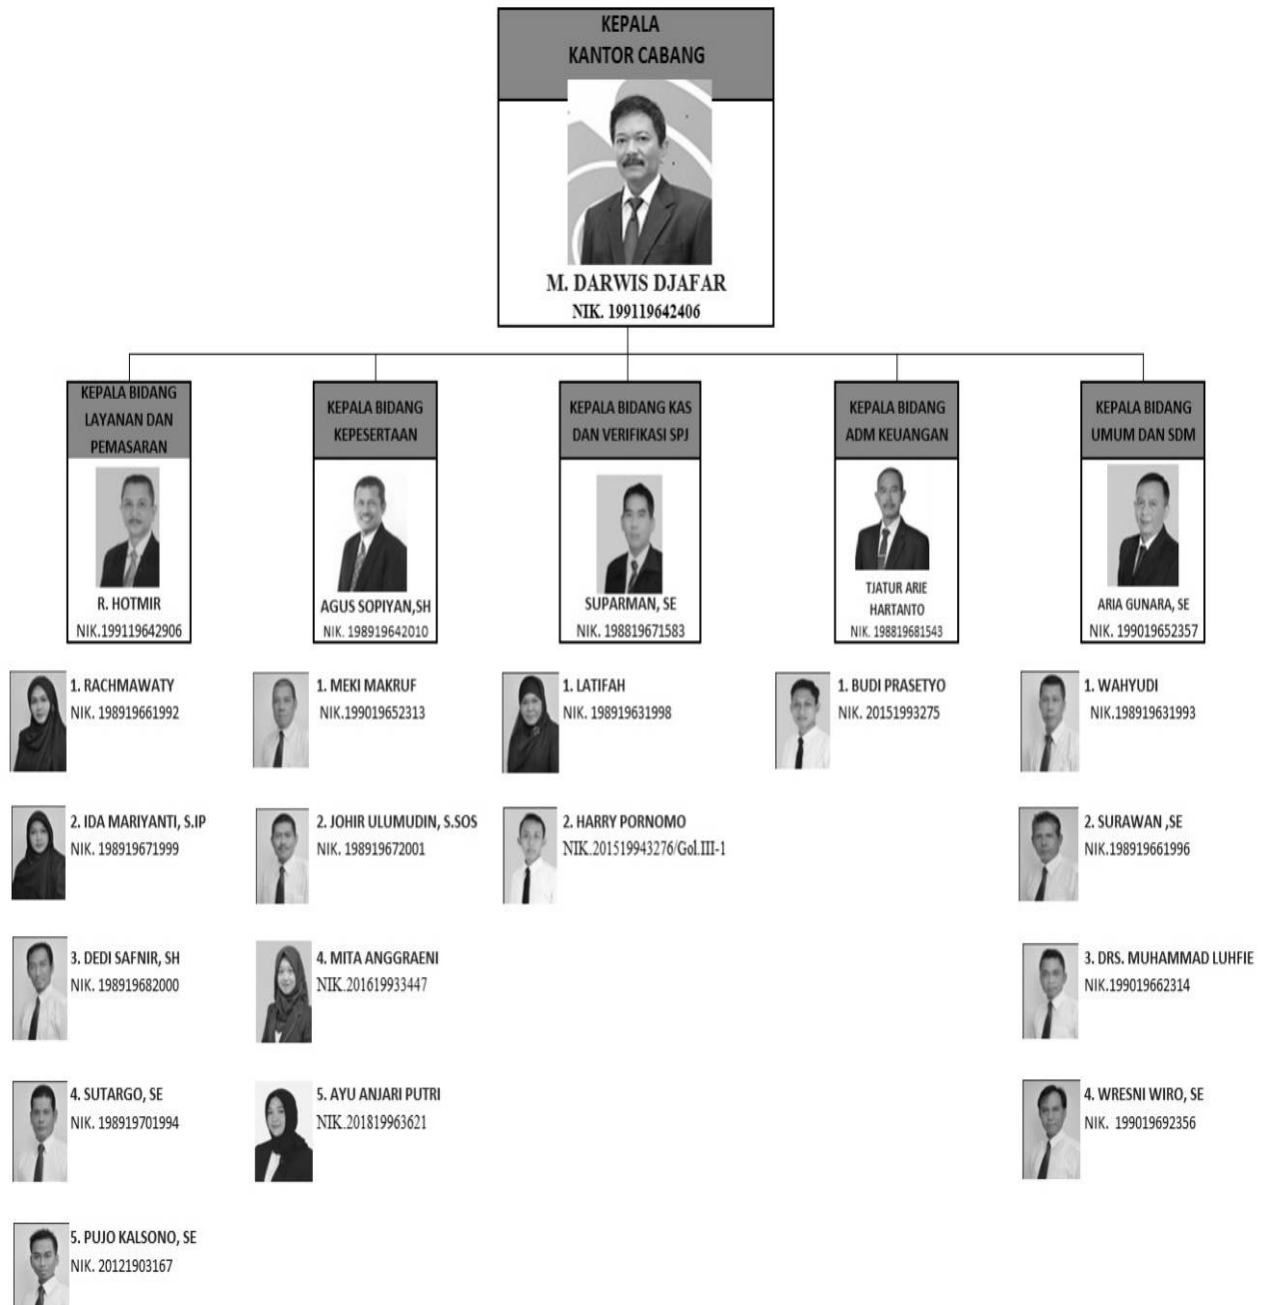 KEPALA
KANTOR CABANG
M. DARWIS DJAFAR
NIK. 199119642406
KEPALA BIDANG
LAYANAN DAN
PEMASARAN
R. HOTMIR
NIK.199119642906
KEPALA BIDANG
KEPESERTAAN
AGUS SOPIYAN,SH
NIK. 198919642010
KEPALA BIDANG KAS
DAN VERIFIKASI SPJ
SUPARMAN, SE
NIK. 198819671583
KEPALA BIDANG
ADM KEUANGAN
TJATUR ARIE
HARTANTO
NIK. 198819681543
KEPALA BIDANG
UMUM DAN SDM
ARIA GUNARA, SE
NIK. 199019652357
1. RACHMAWATY
NIK. 198919661992
2. IDA MARIYANTI, S.IP
NIK. 198919671999
3. DEDI SAFNIR, SH
NIK. 198919682000
4. SUTARGO, SE
NIK. 198919701994
5. PUJO KALSONO, SE
NIK. 20121903167
1. MEKI MAKRUF
NIK.199019652313
2. JOHIR ULUMUDIN, S.SOS
NIK. 198919672001
4. MITA ANGGRAENI
NIK.201619933447
5. AYU ANJARI PUTRI
NIK.201819963621
1. LATIFAH
NIK. 198919631998
2. HARRY PORNOMO
NIK.201519943276/Gol.III-1
1. BUDI PRASETYO
NIK. 20151993275
1. WAHYUDI
NIK.198919631993
2. SURAWAN ,SE
NIK.198919661996
3. DRS. MUHAMMAD LUHFIE
NIK.199019662314
4. WRESNI WIRO, SE
NIK. 199019692356